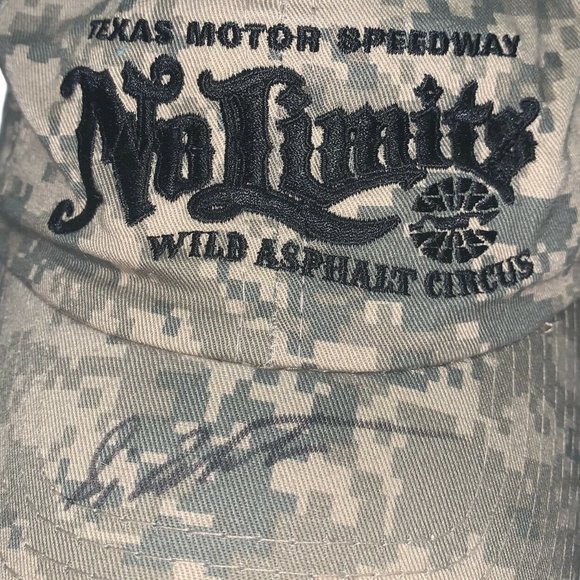 TEXAS MOTOR SPEEDWAY
No Limits
WILD ASPHALT CIRCUS